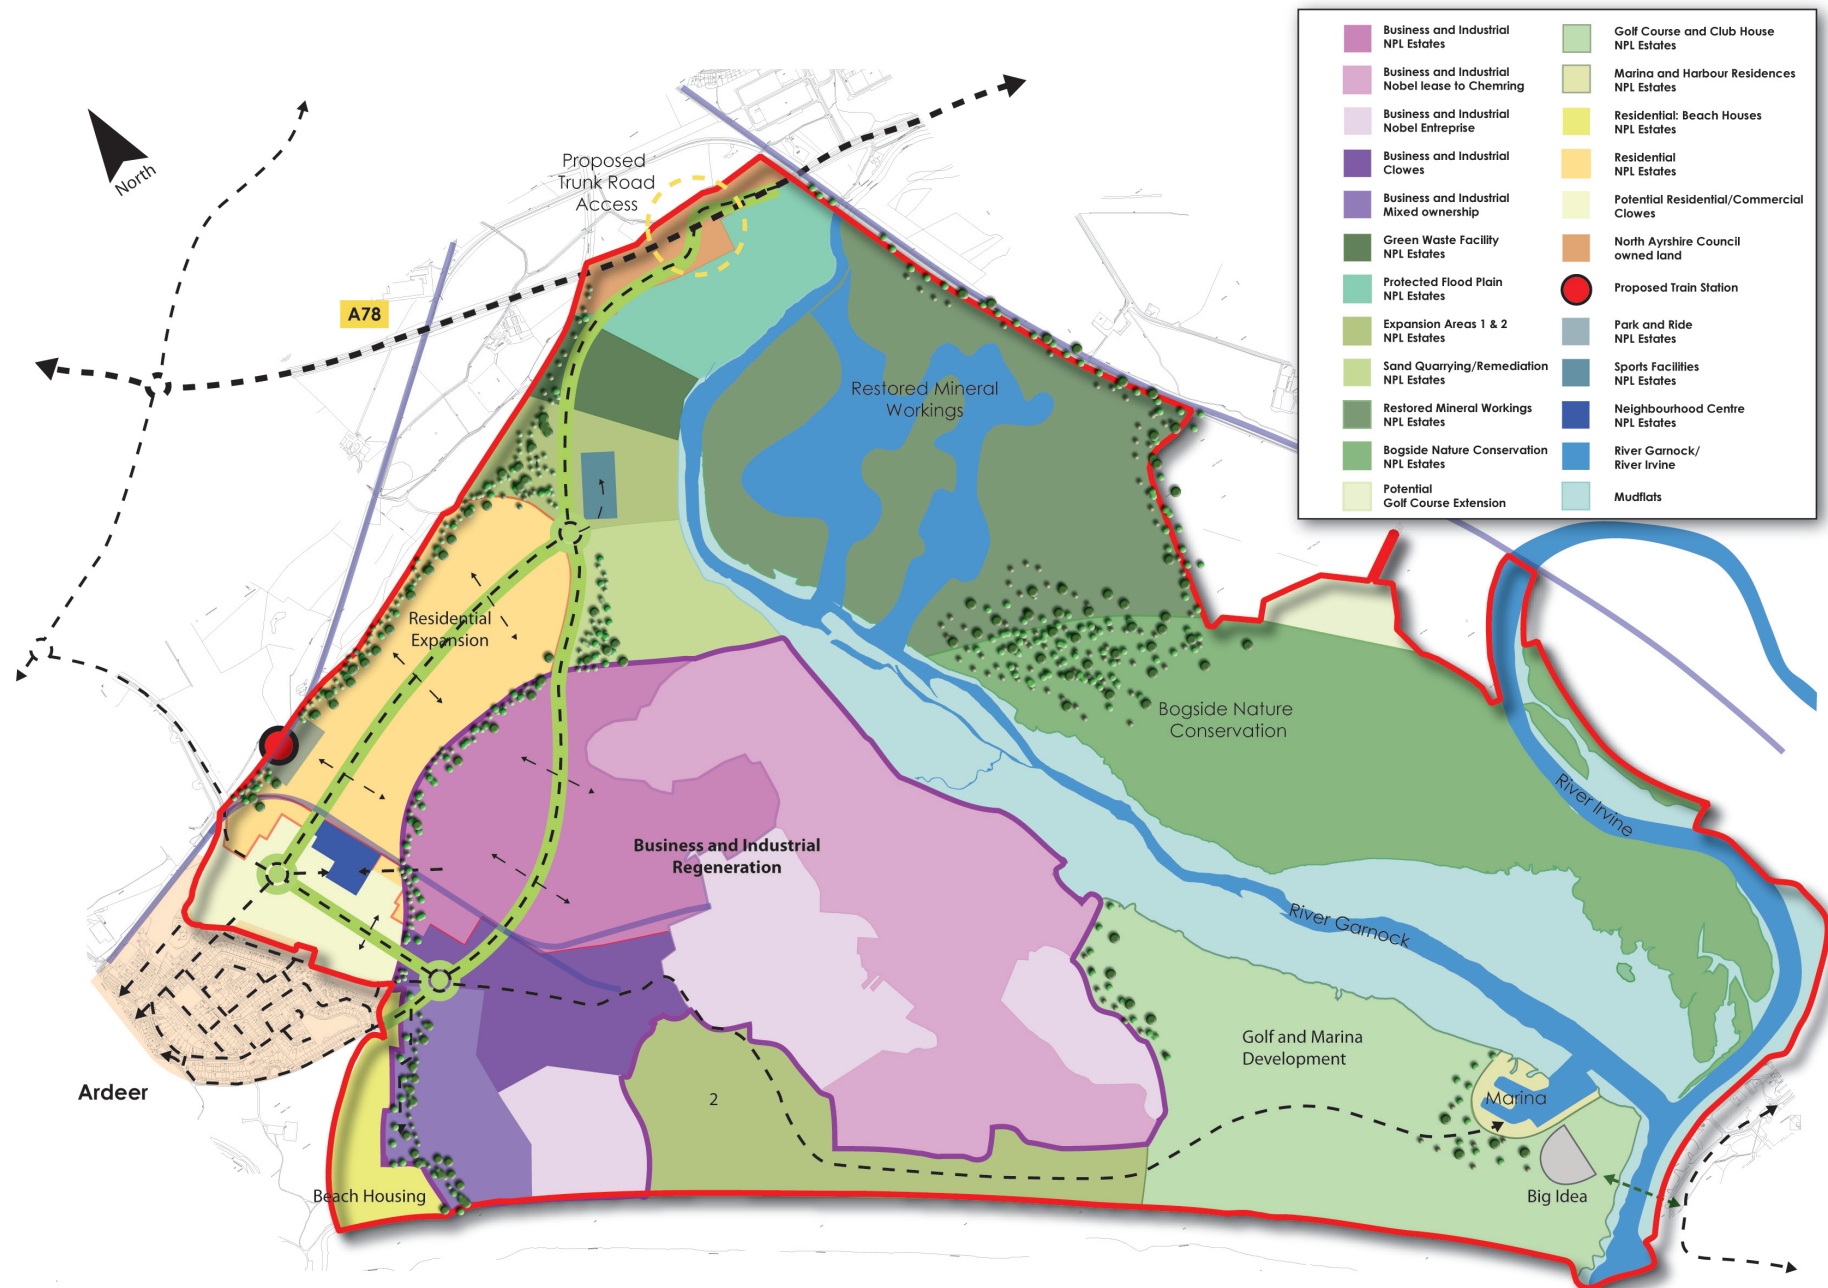 North
Proposed
Trunk Road
Access
A78
Restored Mineral
Workings
Residential
Expansion
Bogside Nature
Conservation
River Irvine
Business and Industrial
Regeneration
River Garnock
Golf and Marina
Development
Marina
Big Idea
2
Ardeer
Beach Housing
Business and Industrial
NPL Estates
Business and Industrial
Nobel lease to Chemring
Business and Industrial
Nobel Entreprise
Business and Industrial
Clowes
Business and Industrial
Mixed ownership
Green Waste Facility
NPL Estates
Protected Flood Plain
NPL Estates
Expansion Areas 1 & 2
NPL Estates
Sand Quarrying/Remediation
NPL Estates
Restored Mineral Workings
NPL Estates
Bogside Nature Conservation
NPL Estates
Potential
Golf Course Extension
Golf Course and Club House
NPL Estates
Marina and Harbour Residences
NPL Estates
Residential: Beach Houses
NPL Estates
Residential
NPL Estates
Potential Residential/Commercial
Clowes
North Ayrshire Council
owned land
Proposed Train Station
Park and Ride
NPL Estates
Sports Facilities
NPL Estates
Neighbourhood Centre
NPL Estates
River Garnock/
River Irvine
Mudflats